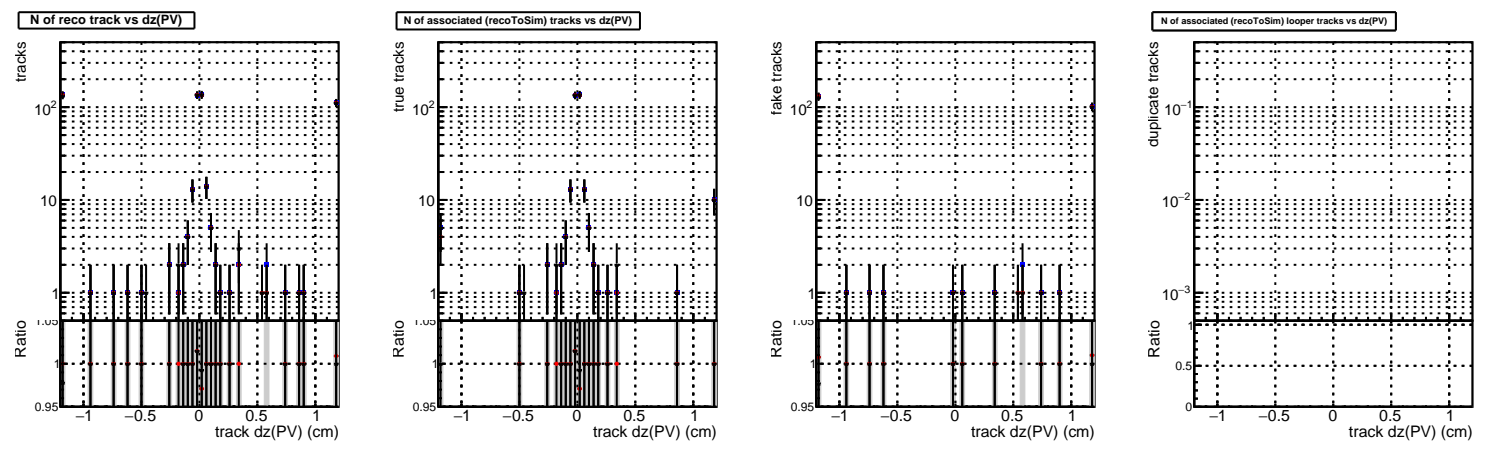 N of reco track vs dz(PV)
tracks
10²
10
1
Ratio
1.05
1
0.95
−1 −0.5 0 0.5 1
track dz(PV) (cm)
N of associated (recoToSim) tracks vs dz(PV)
true tracks
10²
10
1
Ratio
1.05
1
0.95
−1 −0.5 0 0.5 1
track dz(PV) (cm)
fake tracks
10²
10
1
Ratio
1.05
1
0.95
−1 −0.5 0 0.5 1
track dz(PV) (cm)
N of associated (recoToSim) looper tracks vs dz(PV)
duplicate tracks
10⁻¹
10⁻²
10⁻³
Ratio
1
0.5
0
−1 −0.5 0 0.5 1
track dz(PV) (cm)